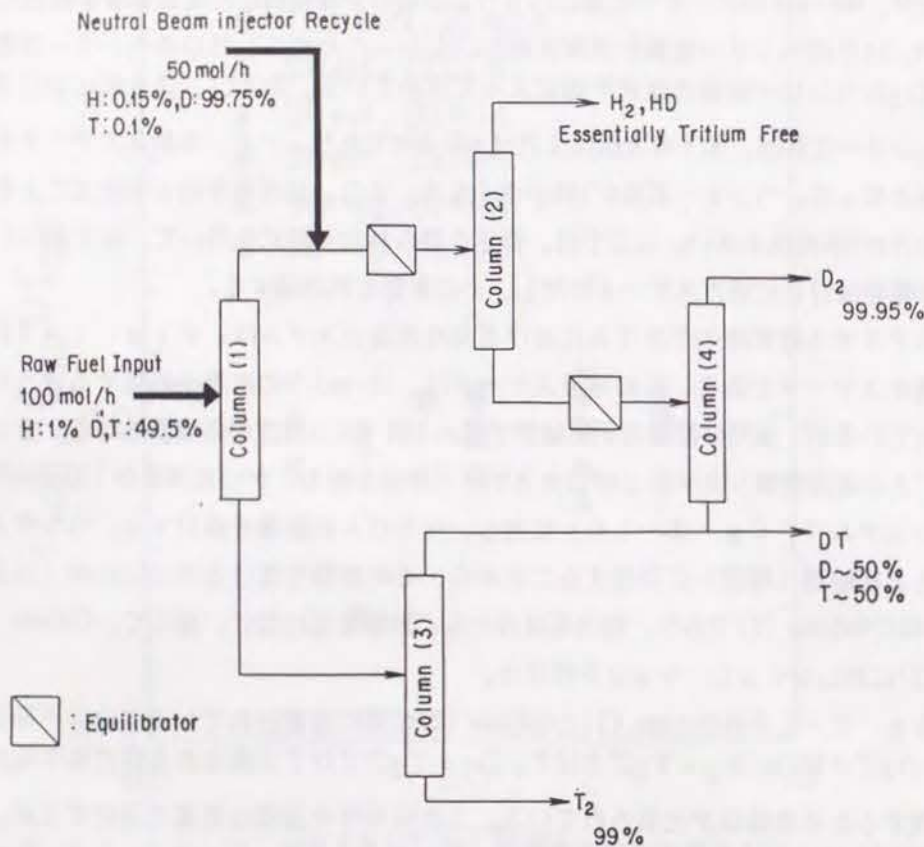 Neutral Beam injector Recycle
50 mol/h
H: 0.15%, D: 99.75%
T: 0.1%
H2, HD
Essentially Tritium Free
Column (2)
D2
99.95%
Column (1)
Column (4)
Raw Fuel Input
100 mol/h
H: 1% D,T: 49.5%
DT
D~50%
T~50%
Column (3)
Equilibrator
T2
99%